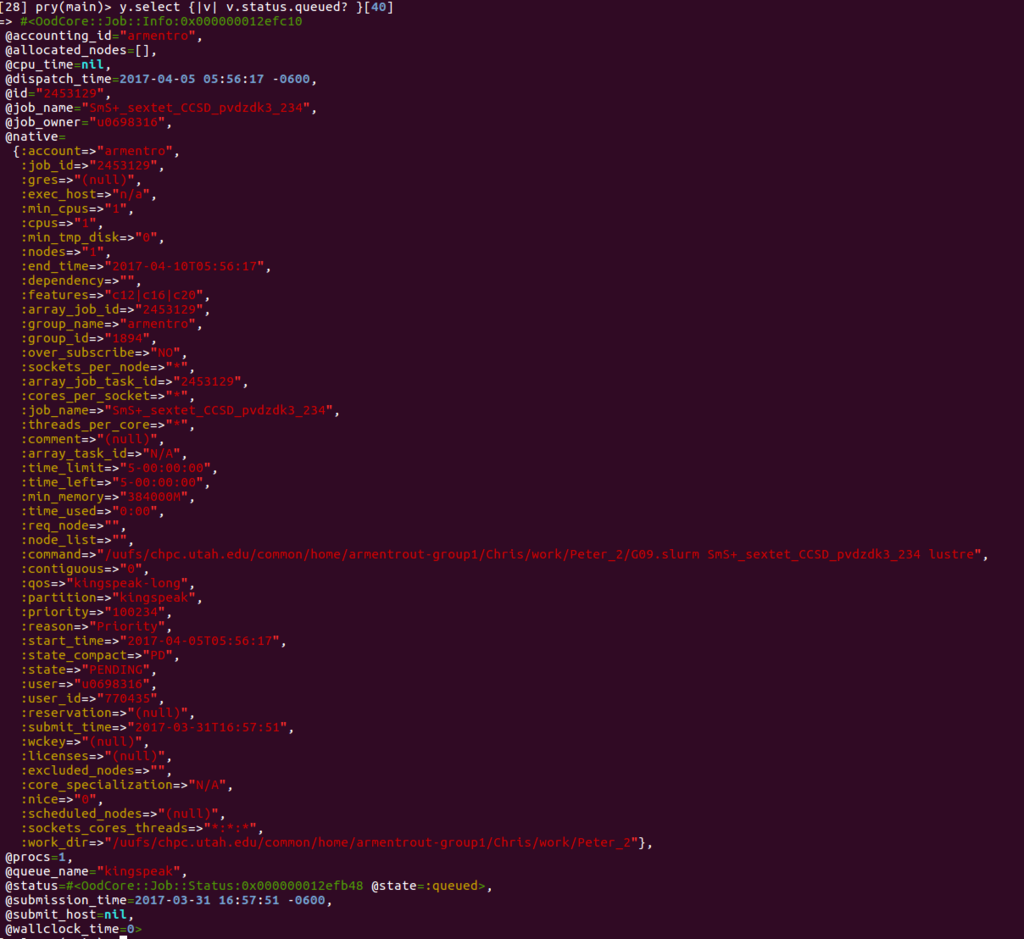 [28] pry(main)> y.select {|v| v.status.queued? }[40]
=> #<OodCore::Job::Info:0x000000012efc10
@accounting_id="armentro",
@allocated_nodes=[],
@cpu_time=nil,
@dispatch_time=2017-04-05 05:56:17 -0600,
@id="2453129",
@job_name="SmS+_sextet_CCSD_pvdzdk3_234",
@job_owner="u0698316",
@native=
{:account=>"armentro",
:job_id=>"2453129",
:gres=>"(null)",
:exec_host=>"n/a",
:min_cpus=>"1",
:cpus=>"1",
:min_tmp_disk=>"0",
:nodes=>"1",
:end_time=>"2017-04-10T05:56:17",
:dependency=>"",
:features=>"c12|c16|c20",
:array_job_id=>"2453129",
:group_name=>"armentro",
:group_id=>"1894",
:over_subscribe=>"NO",
:sockets_per_node=>"*",
:array_job_task_id=>"2453129",
:cores_per_socket=>"*",
:job_name=>"SmS+_sextet_CCSD_pvdzdk3_234",
:threads_per_core=>"*",
:comment=>"(null)",
:array_task_id=>"N/A",
:time_limit=>"5-00:00:00",
:time_left=>"5-00:00:00",
:min_memory=>"384000M",
:time_used=>"0:00",
:req_node=>"",
:node_list=>"",
:command=>"/uufs/chpc.utah.edu/common/home/armentrout-group1/Chris/work/Peter_2/G09.slurm SmS+_sextet_CCSD_pvdzdk3_234 lustre",
:contiguous=>"0",
:qos=>"kingspeak-long",
:partition=>"kingspeak",
:priority=>"100234",
:reason=>"Priority",
:start_time=>"2017-04-05T05:56:17",
:state_compact=>"PD",
:state=>"PENDING",
:user=>"u0698316",
:user_id=>"770435",
:reservation=>"(null)",
:submit_time=>"2017-03-31T16:57:51",
:wckey=>"(null)",
:licenses=>"(null)",
:excluded_nodes=>"",
:core_specialization=>"N/A",
:nice=>"0",
:scheduled_nodes=>"(null)",
:sockets_cores_threads=>"*:*:*",
:work_dir=>"/uufs/chpc.utah.edu/common/home/armentrout-group1/Chris/work/Peter_2"},
@procs=1,
@queue_name="kingspeak",
@status=#<OodCore::Job::Status:0x000000012efb48 @state=:queued>,
@submission_time=2017-03-31 16:57:51 -0600,
@submit_host=nil,
@wallclock_time=0>